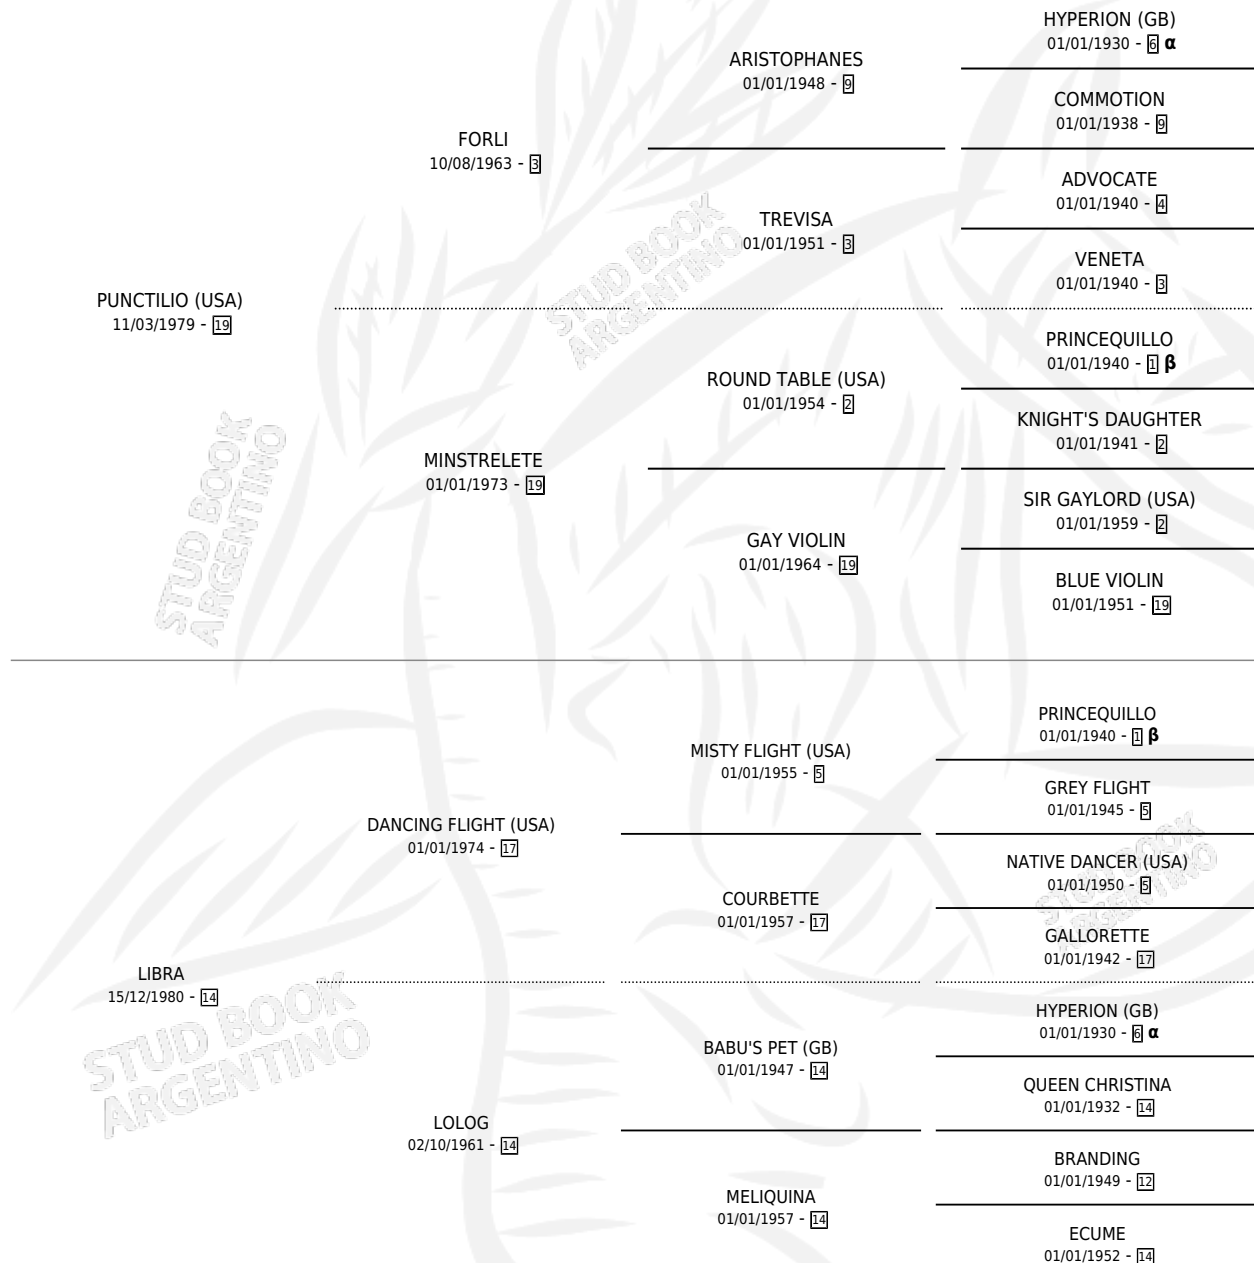 HYPERION (GB)
01/01/1930 - 6 α
ARISTOPHANES
01/01/1948 - 9
COMMOTION
01/01/1938 - 9
FORLI
10/08/1963 - 3
ADVOCATE
01/01/1940 - 4
TREVISA
01/01/1951 - 3
VENETA
01/01/1940 - 3
PUNCTILIO (USA)
11/03/1979 - 19
PRINCEQUILLO
01/01/1940 - 1 β
ROUND TABLE (USA)
01/01/1954 - 2
KNIGHT'S DAUGHTER
01/01/1941 - 2
MINSTRELETE
01/01/1973 - 19
SIR GAYLORD (USA)
01/01/1959 - 2
GAY VIOLIN
01/01/1964 - 19
BLUE VIOLIN
01/01/1951 - 19
PRINCEQUILLO
01/01/1940 - 1 β
MISTY FLIGHT (USA)
01/01/1955 - 5
GREY FLIGHT
01/01/1945 - 5
DANCING FLIGHT (USA)
01/01/1974 - 17
NATIVE DANCER (USA)
01/01/1950 - 5
COURBETTE
01/01/1957 - 17
GALLORETTE
01/01/1942 - 17
LIBRA
15/12/1980 - 14
HYPERION (GB)
01/01/1930 - 6 α
BABU'S PET (GB)
01/01/1947 - 14
QUEEN CHRISTINA
01/01/1932 - 14
LOLOG
02/10/1961 - 14
BRANDING
01/01/1949 - 12
MELIQUINA
01/01/1957 - 14
ECUME
01/01/1952 - 14
STUD BOOK
ARGENTINO
STUD BOOK
ARGENTINO
STUD BOOK
ARGENTINO
STUD BOOK
ARGENTINO